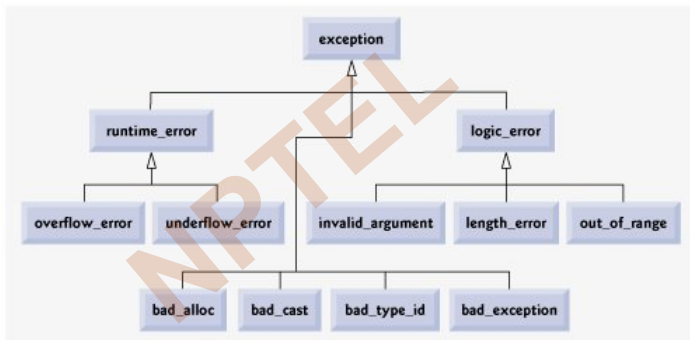 exception
runtime_error
logic_error
overflow_error
underflow_error
invalid_argument
length_error
out_of_range
bad_alloc
bad_cast
bad_type_id
bad_exception
NPTEL